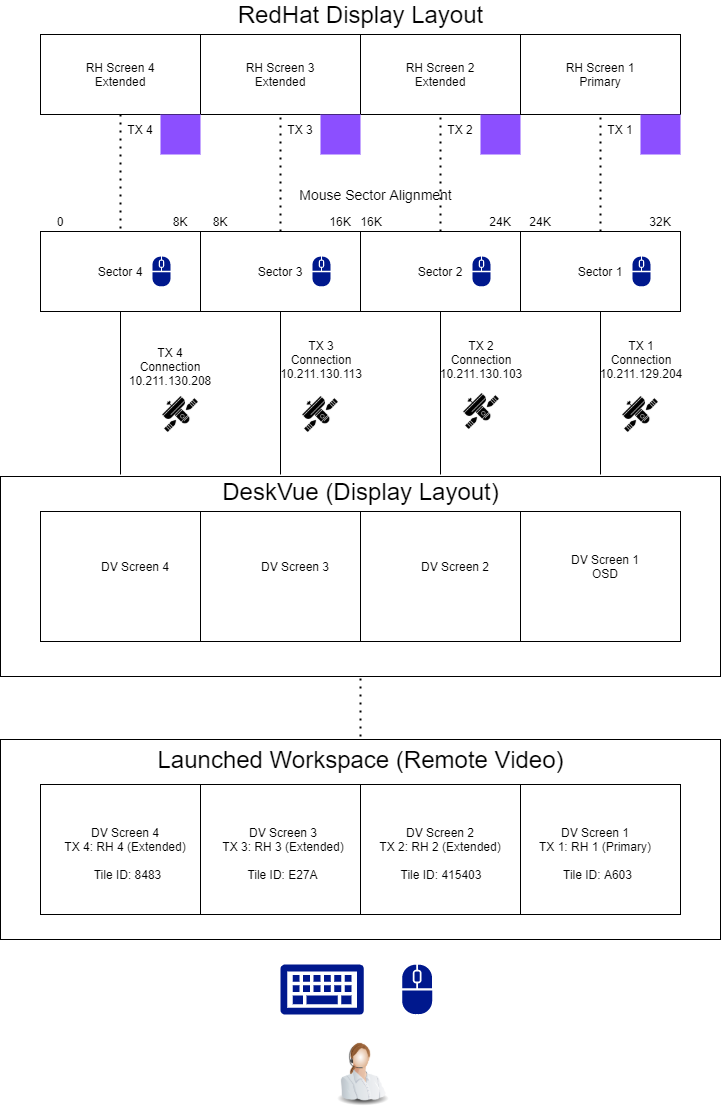 RedHat Display Layout
RH Screen 4
Extended
RH Screen 3
Extended
RH Screen 2
Extended
RH Screen 1
Primary
TX 4
TX 3
TX 2
TX 1
Mouse Sector Alignment
0
8K
8K
16K
16K
24K
24K
32K
Sector 4
Sector 3
Sector 2
Sector 1
TX 4
Connection
10.211.130.208
TX 3
Connection
10.211.130.113
TX 2
Connection
10.211.130.103
TX 1
Connection
10.211.129.204
DeskVue (Display Layout)
DV Screen 4
DV Screen 3
DV Screen 2
DV Screen 1
OSD
Launched Workspace (Remote Video)
DV Screen 4
TX 4: RH 4 (Extended)
Tile ID: 8483
DV Screen 3
TX 3: RH 3 (Extended)
Tile ID: E27A
DV Screen 2
TX 2: RH 2 (Extended)
Tile ID: 415403
DV Screen 1
TX 1: RH 1 (Primary)
Tile ID: A603